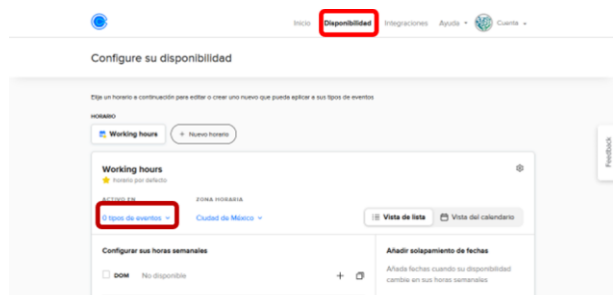 Inicio Disponibilidad Integraciones Ayuda Cuenta
Configure su disponibilidad
Elija un horario a continuación para editar o crear uno nuevo que pueda aplicar a sus tipos de eventos
HORARIO
Working hours + Nuevo horario
Working hours
horario por defecto
ACTIVO EN ZONA HORARIA
0 tipos de eventos Ciudad de México Vista de lista Vista del calendario
Configurar sus horas semanales Añadir solapamiento de fechas
DOM No disponible + Añada fechas cuando su disponibilidad
cambia en sus horas semanales
Feedback